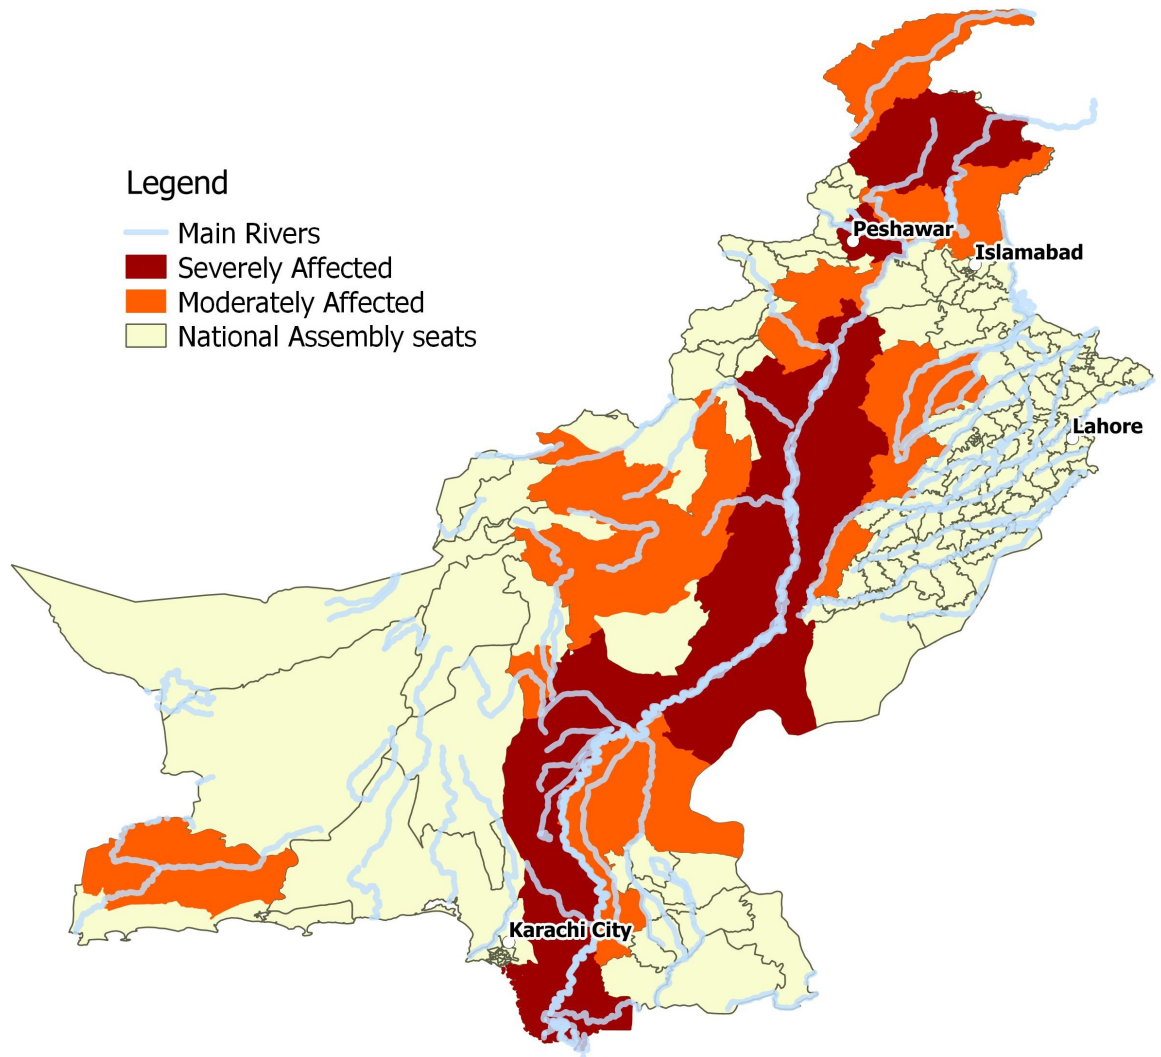 Legend
Main Rivers
Severely Affected
Moderately Affected
National Assembly seats
Peshawar
Islamabad
Lahore
Karachi City